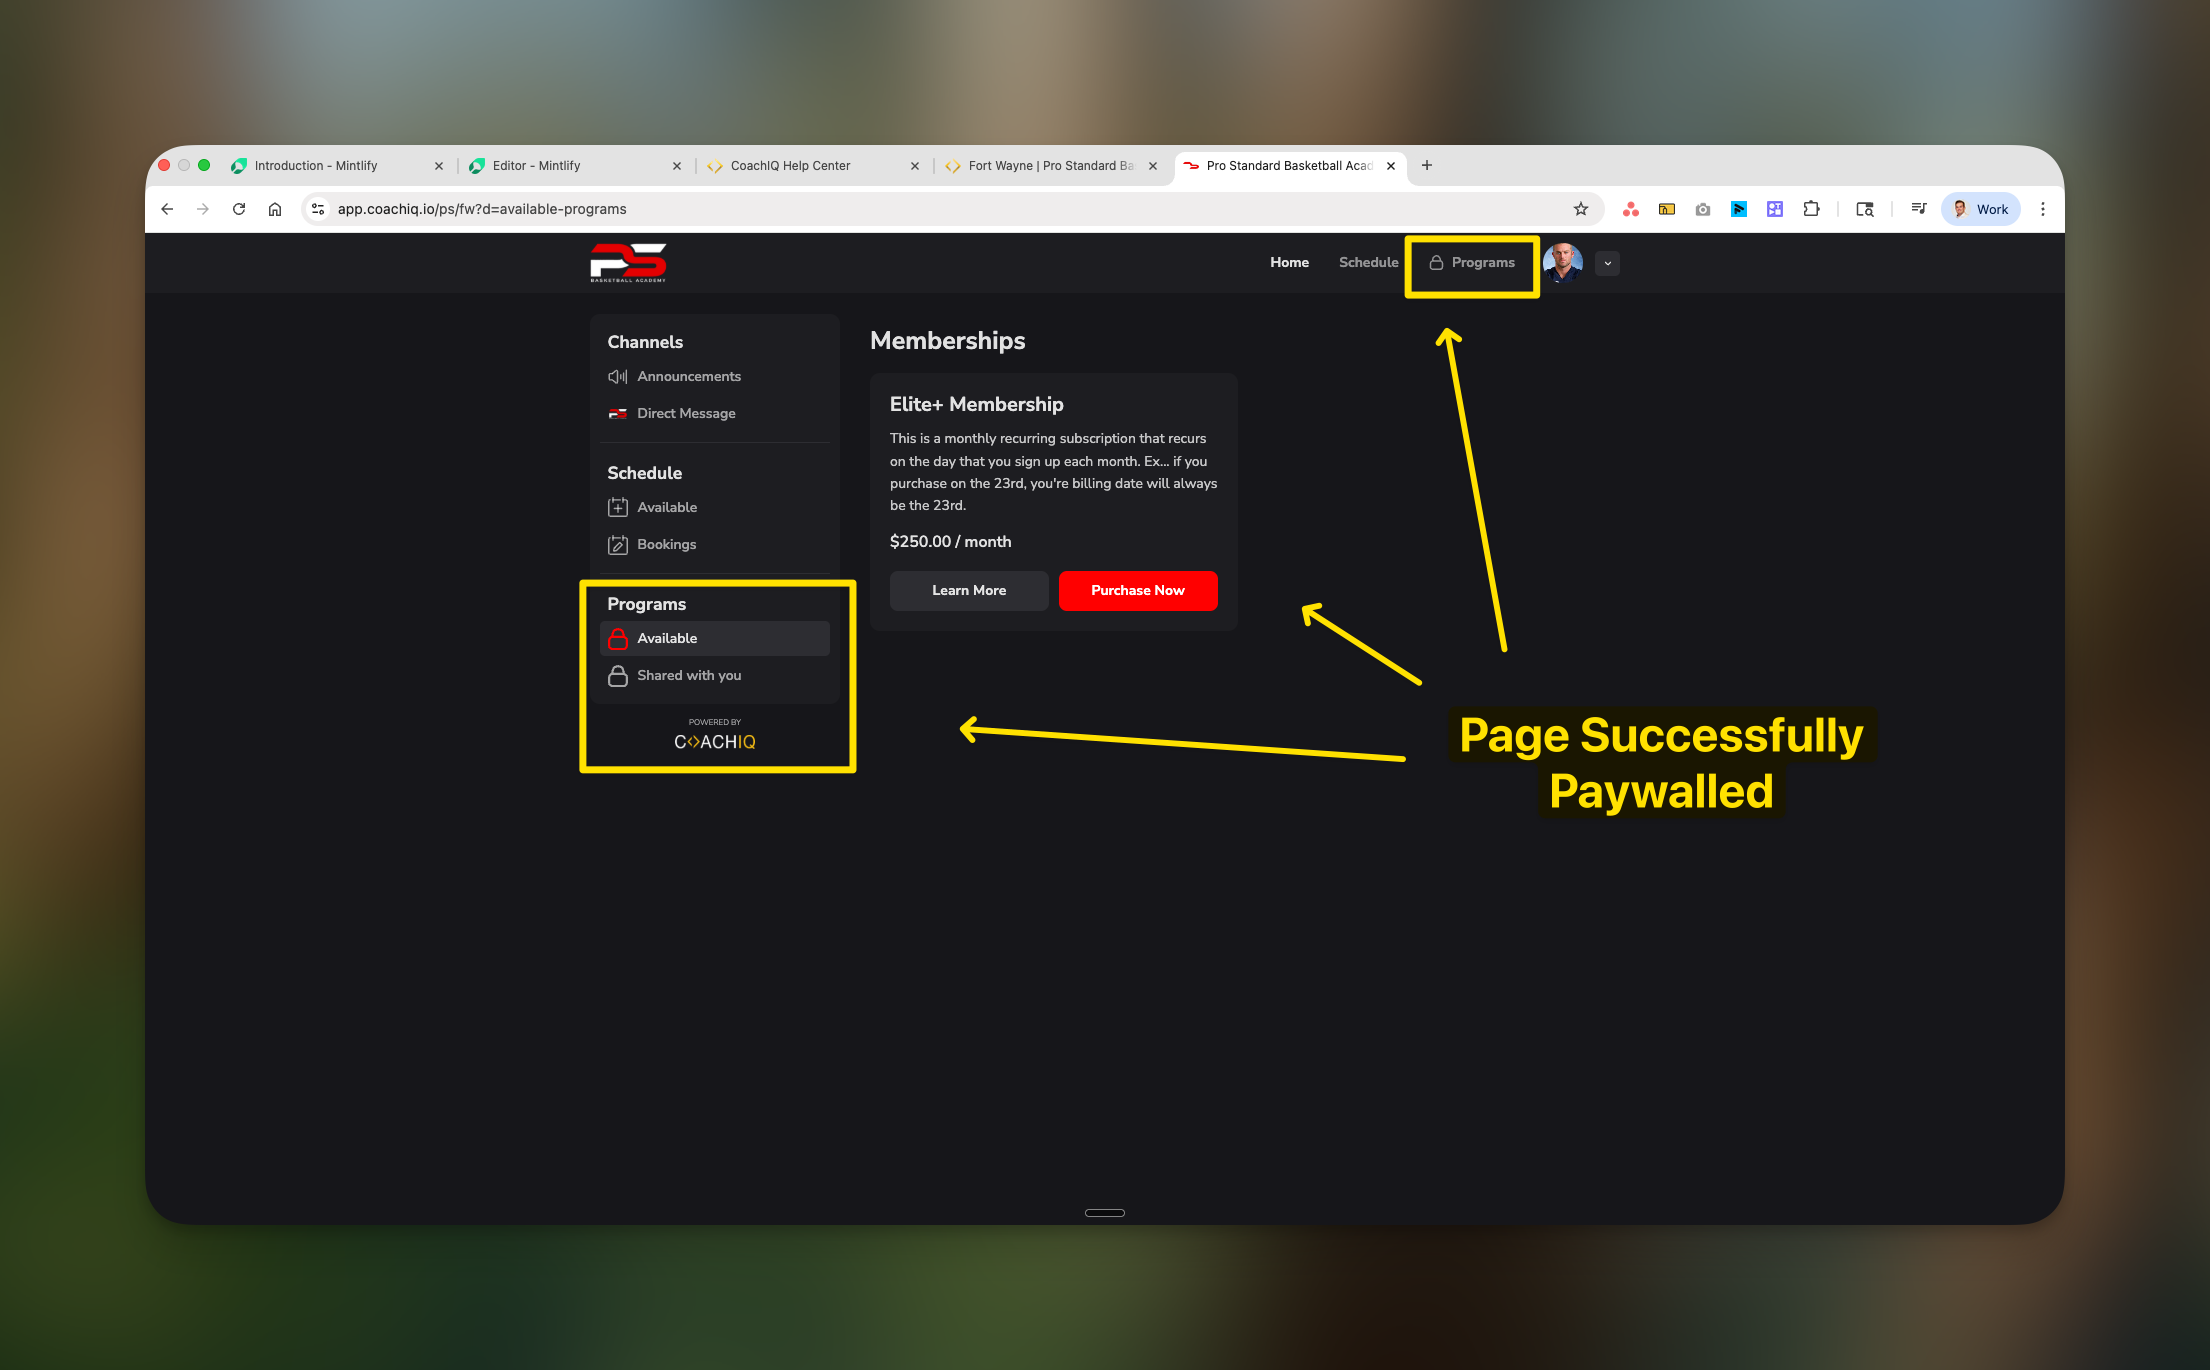 Introduction - Mintlify
Editor - Mintlify
CoachIQ Help Center
Fort Wayne | Pro Standard Ba
Pro Standard Basketball Acad
app.coachiq.io/ps/fw?d=available-programs
Work
PS
BASKETBALL ACADEMY
Home
Schedule
Programs
Channels
Announcements
Direct Message
Schedule
Available
Bookings
Programs
Available
Shared with you
POWERED BY
COACHIQ
Memberships
Elite+ Membership
This is a monthly recurring subscription that recurs
on the day that you sign up each month. Ex... if you
purchase on the 23rd, you're billing date will always
be the 23rd.
$250.00 / month
Learn More
Purchase Now
Page Successfully
Paywalled